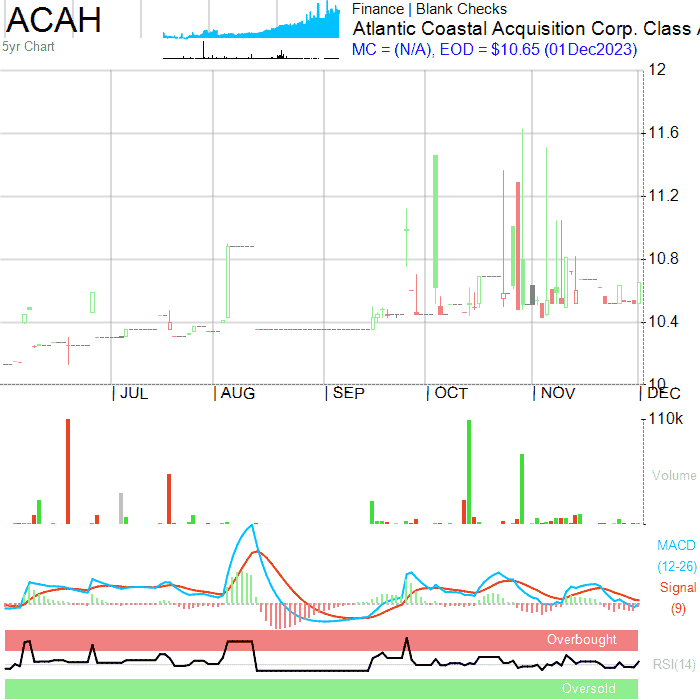 ACAH
5yr Chart
Finance | Blank Checks
Atlantic Coastal Acquisition Corp. Class A
MC = (N/A), EOD = $10.65 (01Dec2023)
12
11.6
11.2
10.8
10.4
10
JUL
AUG
SEP
OCT
NOV
DEC
110k
Volume
MACD
(12-26)
Signal
(9)
Overbought
RSI(14)
Oversold